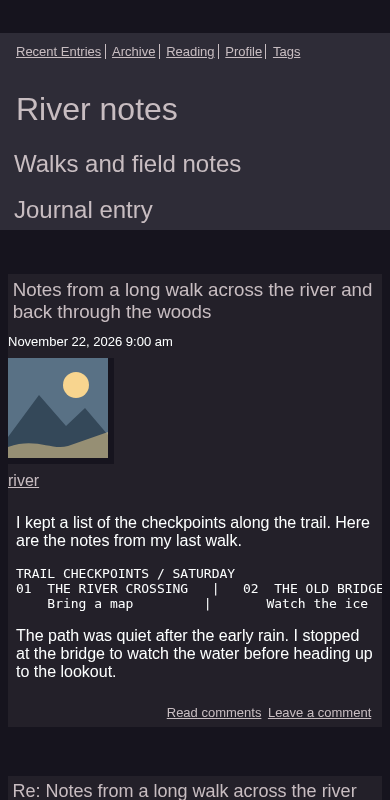 Recent Entries | Archive | Reading | Profile | Tags
River notes
Walks and field notes
Journal entry
Notes from a long walk across the river and
back through the woods
November 22, 2026 9:00 am
river
I kept a list of the checkpoints along the trail. Here
are the notes from my last walk.
TRAIL CHECKPOINTS / SATURDAY
01  THE RIVER CROSSING   |   02  THE OLD BRIDGE
    Bring a map         |       Watch the ice
The path was quiet after the early rain. I stopped
at the bridge to watch the water before heading up
to the lookout.
Read comments  Leave a comment
Re: Notes from a long walk across the river